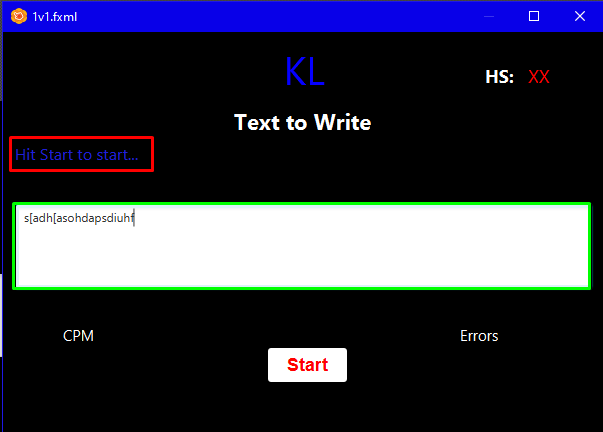 1v1.fxml
KL
HS: XX
Text to Write
Hit Start to start...
s[adh[asohdapsdiuhf
CPM
Errors
Start